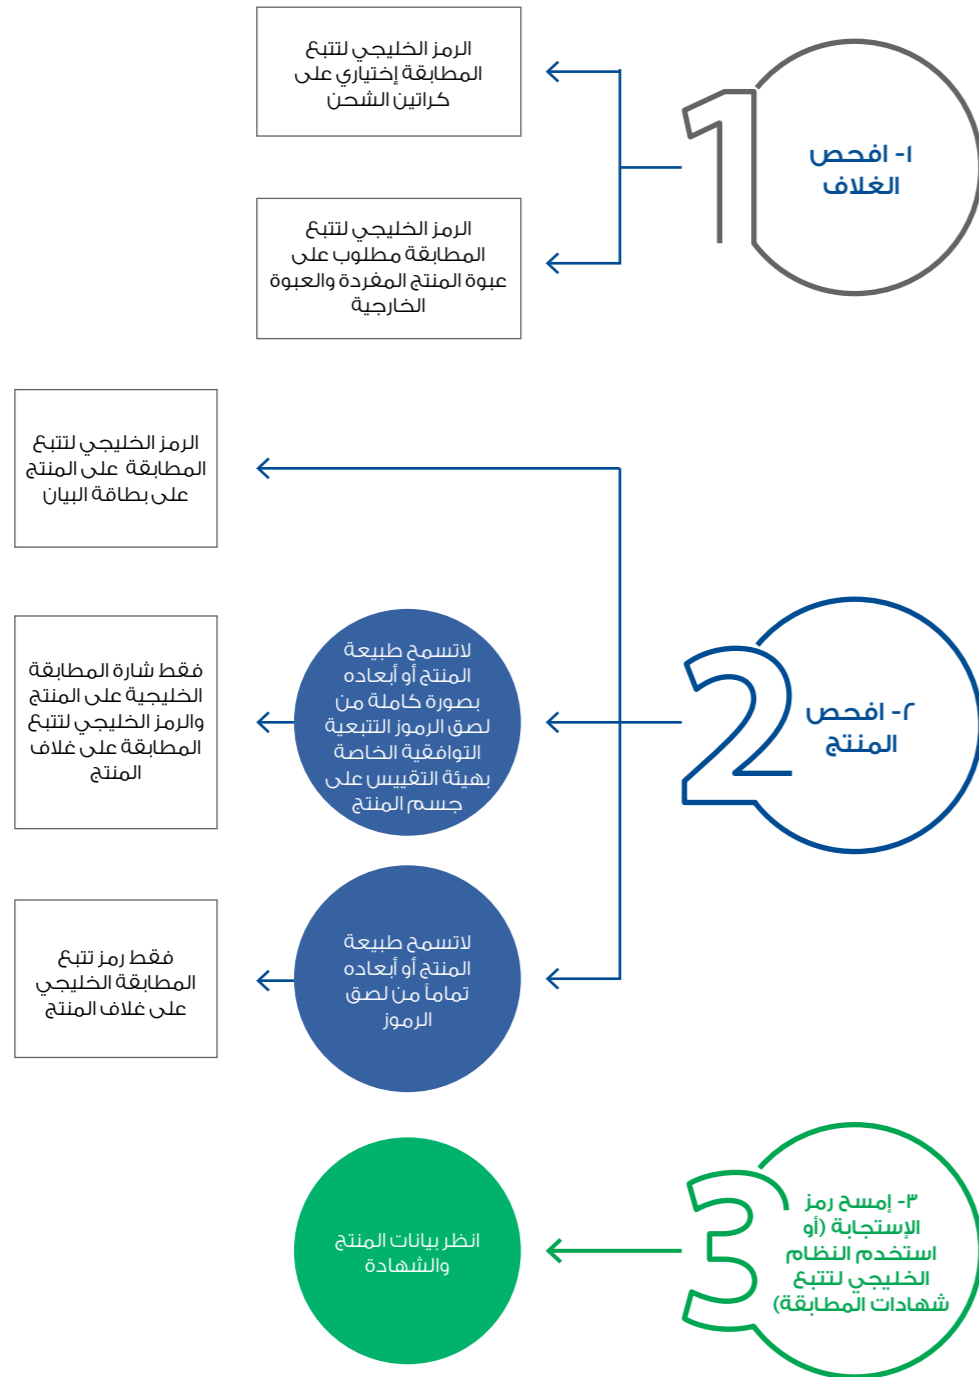 ١- افحص
الغلاف
الرمز الخليجي لتتبع
المطابقة إختياري على
كراتين الشحن
الرمز الخليجي لتتبع
المطابقة مطلوب على
عبوة المنتج المفردة والعبوة
الخارجية
٢- افحص
المنتج
الرمز الخليجي لتتبع
المطابقة على المنتج
على بطاقة البيان
لاتسمح طبيعة
المنتج أو أبعاده
بصورة كاملة من
لصق الرموز التتبعية
التوافقية الخاصة
بهيئة التقييس على
جسم المنتج
فقط شارة المطابقة
الخليجية على المنتج
والرمز الخليجي لتتبع
المطابقة على غلاف
المنتج
لاتسمح طبيعة
المنتج أو أبعاده
تماماً من لصق
الرموز
فقط رمز تتبع
المطابقة الخليجي
على غلاف المنتج
٣- إمسح رمز
الإستجابة (أو
استخدم النظام
الخليجي لتتبع
شهادات المطابقة)
انظر بيانات المنتج
والشهادة
1
2
3